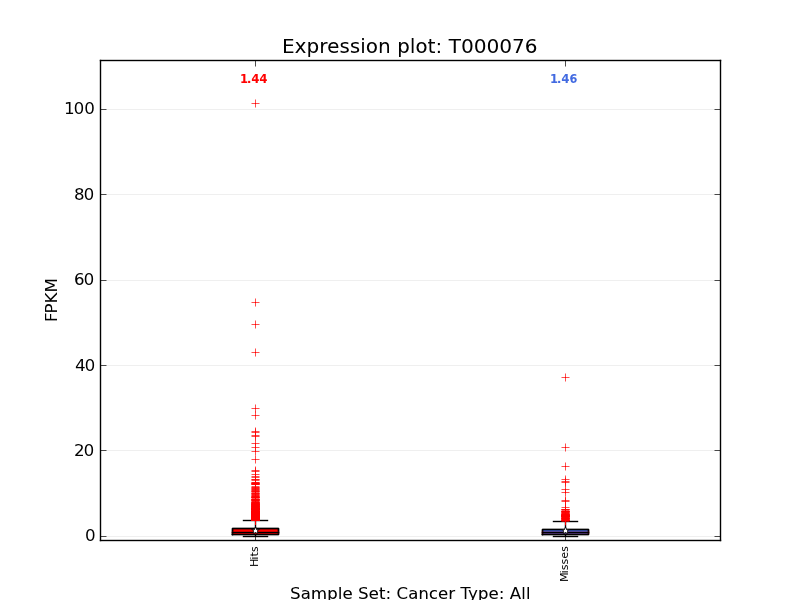 Expression plot: T000076
1.44
1.46
100
80
60
40
20
0
FPKM
Hits
Misses
Sample Set: Cancer Type: All